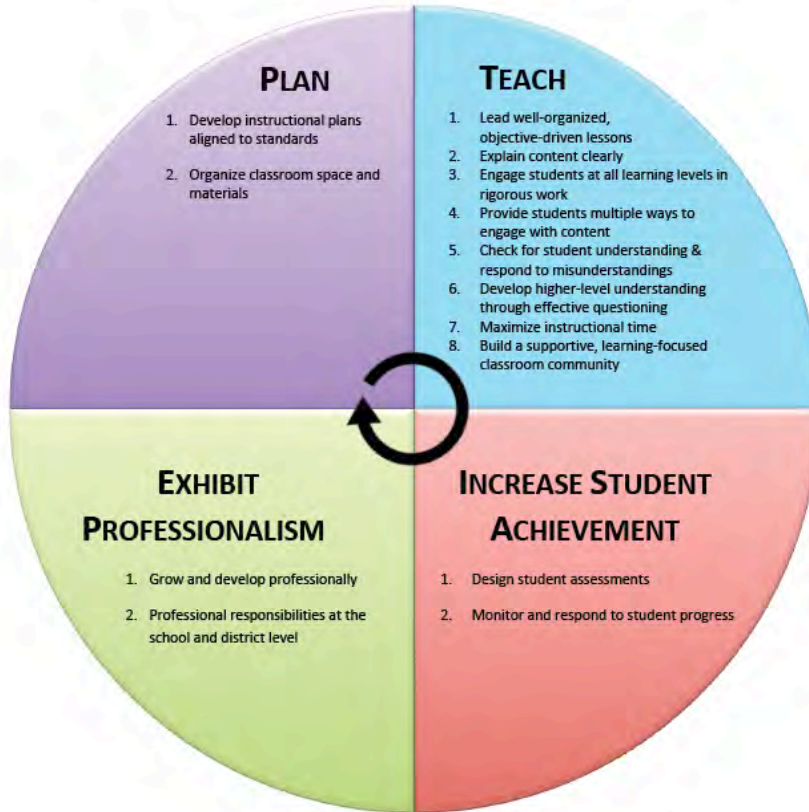 PLAN
1. Develop instructional plans
aligned to standards
2. Organize classroom space and
materials
TEACH
1. Lead well-organized,
objective-driven lessons
2. Explain content clearly
3. Engage students at all learning levels in
rigorous work
4. Provide students multiple ways to
engage with content
5. Check for student understanding &
respond to misunderstandings
6. Develop higher-level understanding
through effective questioning
7. Maximize instructional time
8. Build a supportive, learning-focused
classroom community
EXHIBIT
PROFESSIONALISM
1. Grow and develop professionally
2. Professional responsibilities at the
school and district level
INCREASE STUDENT
ACHIEVEMENT
1. Design student assessments
2. Monitor and respond to student progress